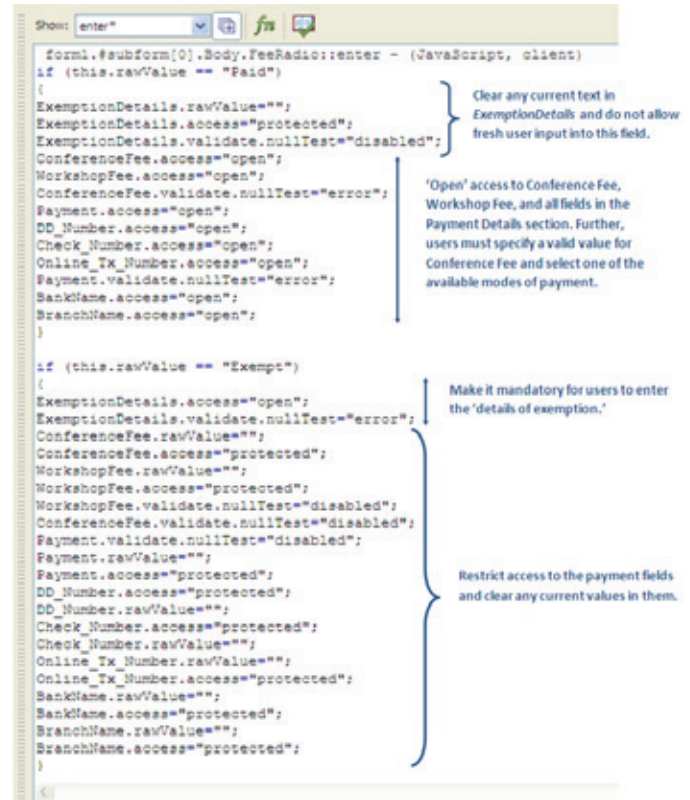 Show: enter*
form1.#subform[0].Body.FeeRadio::enter - (JavaScript, client)
if (this.rawValue == "Paid")
{
ExemptionDetails.rawValue="";
ExemptionDetails.access="protected";
ExemptionDetails.validate.nullTest="disabled";
ConferenceFee.access="open";
WorkshopFee.access="open";
ConferenceFee.validate.nullTest="error";
Payment.access="open";
DD_Number.access="open";
Check_Number.access="open";
Online_Tx_Number.access="open";
Payment.validate.nullTest="error";
BankName.access="open";
BranchName.access="open";
}
Clear any current text in
ExemptionDetails and do not allow
fresh user input into this field.
'Open' access to Conference Fee,
Workshop Fee, and all fields in the
Payment Details section. Further,
users must specify a valid value for
Conference Fee and select one of the
available modes of payment.
if (this.rawValue == "Exempt")
{
ExemptionDetails.access="open";
ExemptionDetails.validate.nullTest="error";
ConferenceFee.rawValue="";
ConferenceFee.access="protected";
WorkshopFee.rawValue="";
WorkshopFee.access="protected";
WorkshopFee.validate.nullTest="disabled";
ConferenceFee.validate.nullTest="disabled";
Payment.validate.nullTest="disabled";
Payment.rawValue="";
Payment.access="protected";
DD_Number.access="protected";
DD_Number.rawValue="";
Check_Number.access="protected";
Check_Number.rawValue="";
Online_Tx_Number.rawValue="";
Online_Tx_Number.access="protected";
BankName.rawValue="";
BankName.access="protected";
BranchName.rawValue="";
BranchName.access="protected";
}
Make it mandatory for users to enter
the 'details of exemption.'
Restrict access to the payment fields
and clear any current values in them.